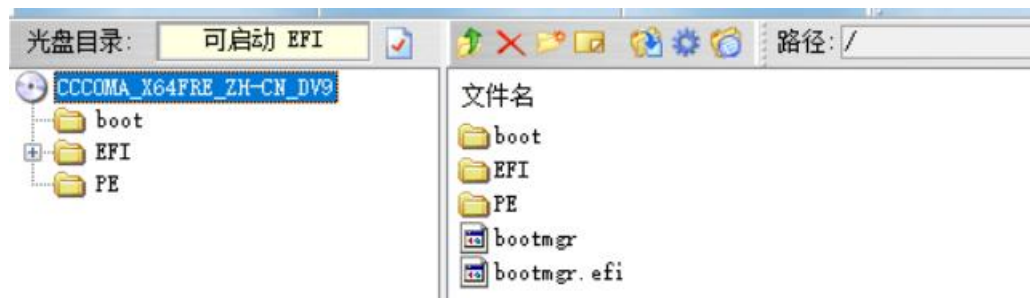 光盘目录: 可启动 EFI 路径: /
CCCOMA_X64FRE_ZH-CN_DV9
boot
EFI
PE
文件名
boot
EFI
PE
bootmgr
bootmgr.efi